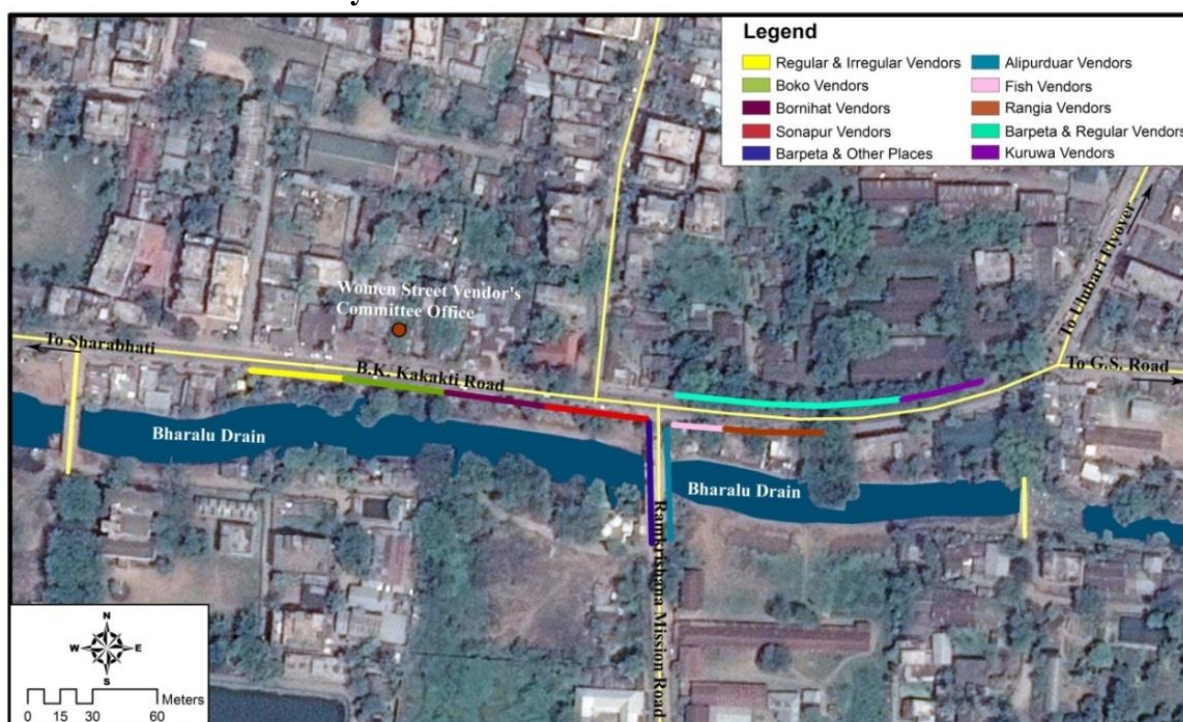 Legend
Regular & Irregular Vendors
Boko Vendors
Bornihat Vendors
Sonapur Vendors
Barpeta & Other Places
Alipurduar Vendors
Fish Vendors
Rangia Vendors
Barpeta & Regular Vendors
Kuruwa Vendors
To Ulubari Flyover
Women Street Vendor's
Committee Office
To Sharabhati
B.K. Kakakti Road
To G.S. Road
Bharalu Drain
Bharalu Drain
Mission Road
N
W
E
S
Meters
0 15 30 60